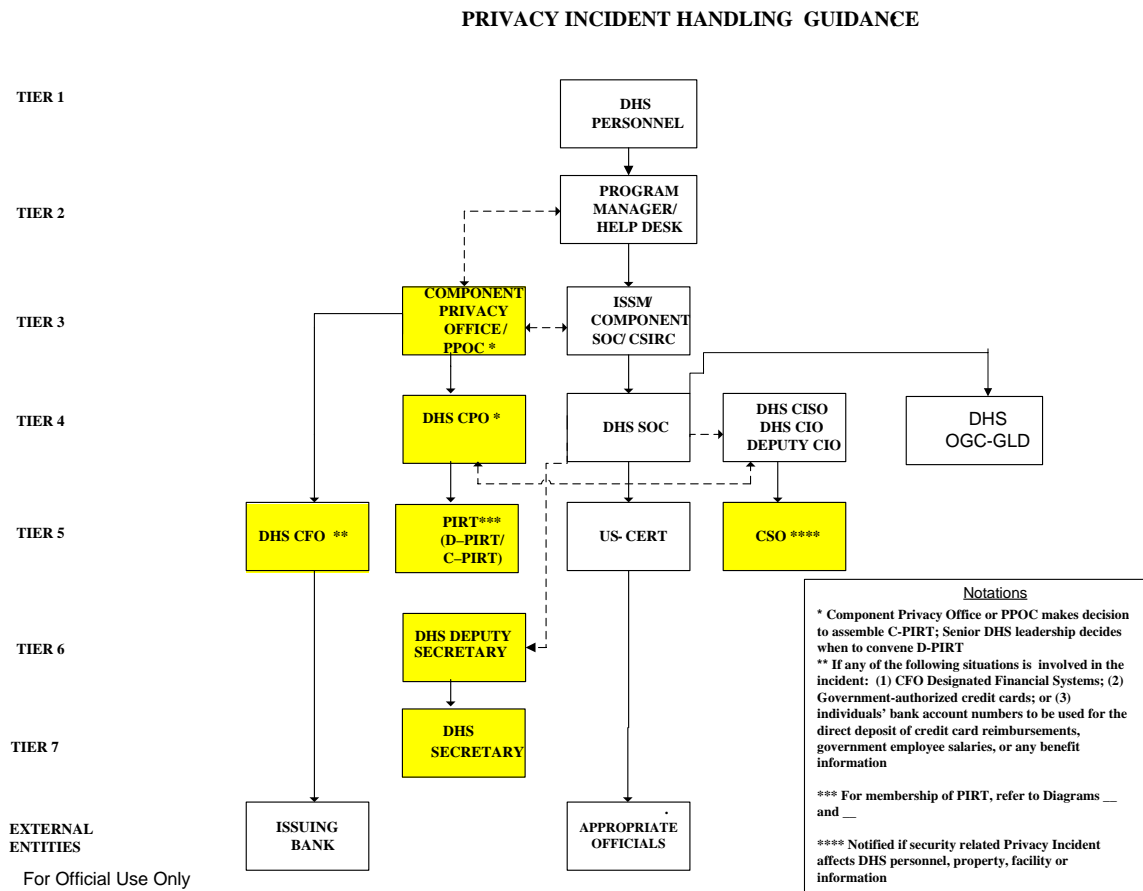 PRIVACY INCIDENT HANDLING GUIDANCE
TIER 1
DHS
PERSONNEL
TIER 2
PROGRAM
MANAGER/
HELP DESK
TIER 3
COMPONENT
PRIVACY
OFFICE/
PPOC *
ISSM/
COMPONENT
SOC/ CSIRC
TIER 4
DHS CPO *
DHS SOC
DHS CISO
DHS CIO
DEPUTY CIO
DHS
OGC-GLD
TIER 5
DHS CFO **
PIRT***
(D–PIRT/
C–PIRT)
US- CERT
CSO ****
TIER 6
DHS DEPUTY
SECRETARY
TIER 7
DHS
SECRETARY
EXTERNAL
ENTITIES
ISSUING
BANK
APPROPRIATE
OFFICIALS
Notations
* Component Privacy Office or PPOC makes decision
to assemble C-PIRT; Senior DHS leadership decides
when to convene D-PIRT
** If any of the following situations is involved in the
incident: (1) CFO Designated Financial Systems; (2)
Government-authorized credit cards; or (3)
individuals’ bank account numbers to be used for the
direct deposit of credit card reimbursements,
government employee salaries, or any benefit
information
*** For membership of PIRT, refer to Diagrams __
and __
**** Notified if security related Privacy Incident
affects DHS personnel, property, facility or
information
For Official Use Only